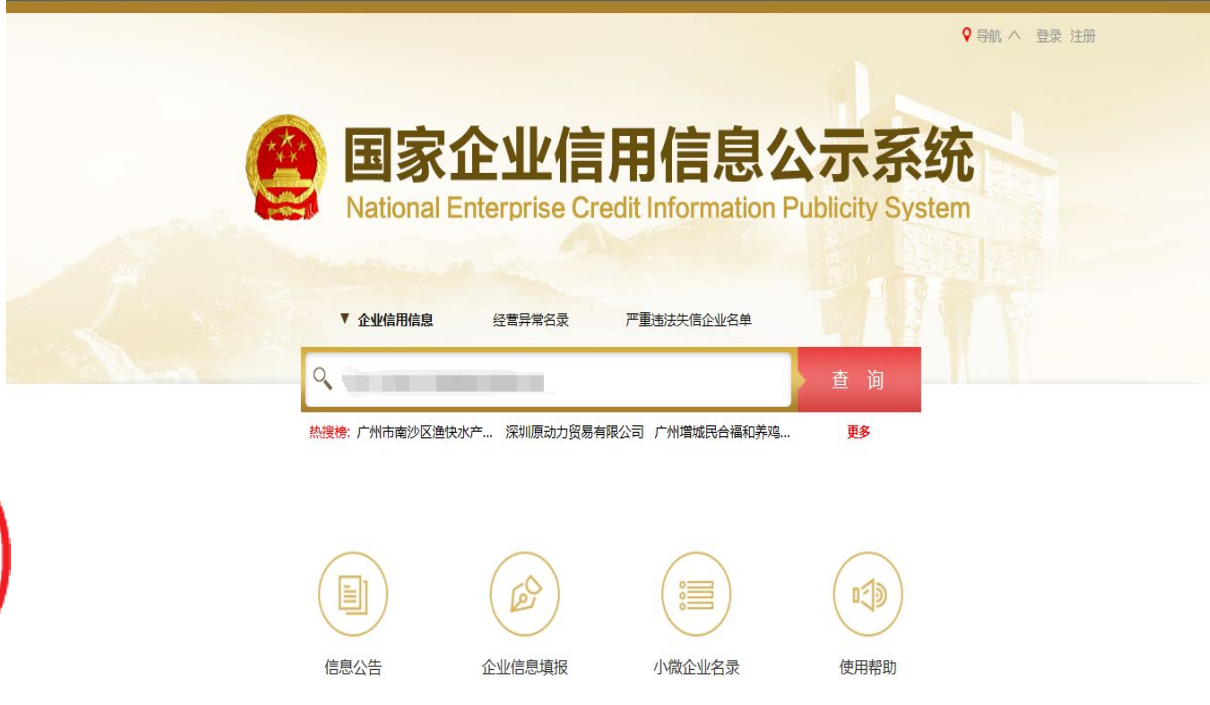 导航 登录 注册
国家企业信用信息公示系统
National Enterprise Credit Information Publicity System
企业信用信息 经营异常名录 严重违法失信企业名单
查 询
热搜榜: 广州市南沙区渔快水产... 深圳原动力贸易有限公司 广州增城民合福和养鸡... 更多
信息公告 企业信息填报 小微企业名录 使用帮助